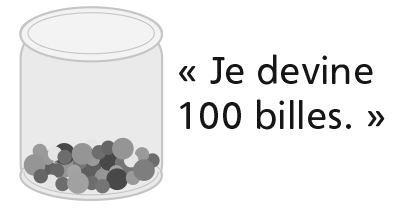 « Je devine
100 billes. »